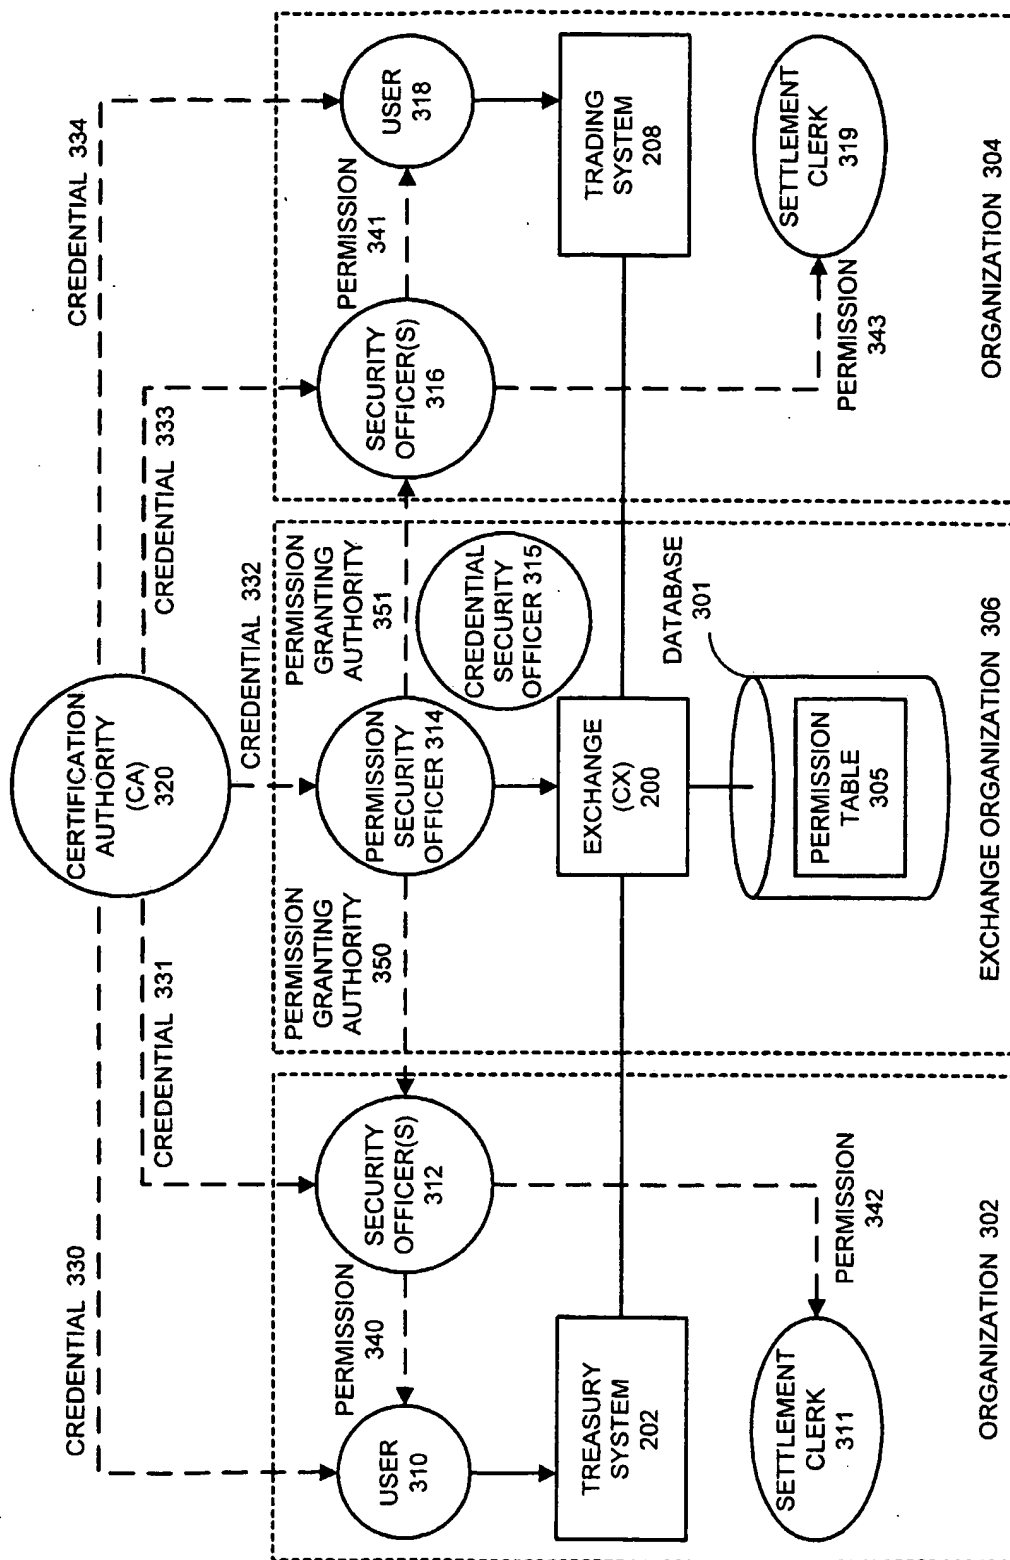 CERTIFICATION
AUTHORITY
(CA)
320
CREDENTIAL 330
CREDENTIAL 331
CREDENTIAL 332
CREDENTIAL 333
CREDENTIAL 334
USER
310
PERMISSION
340
SECURITY
OFFICER(S)
312
PERMISSION
GRANTING
AUTHORITY
350
PERMISSION
SECURITY
OFFICER 314
PERMISSION
GRANTING
AUTHORITY
351
CREDENTIAL
SECURITY
OFFICER 315
SECURITY
OFFICER(S)
316
PERMISSION
341
USER
318
TREASURY
SYSTEM
202
EXCHANGE
(CX)
200
TRADING
SYSTEM
208
SETTLEMENT
CLERK
311
PERMISSION
342
DATABASE
301
PERMISSION
TABLE
305
PERMISSION
343
SETTLEMENT
CLERK
319
ORGANIZATION 302
EXCHANGE ORGANIZATION 306
ORGANIZATION 304